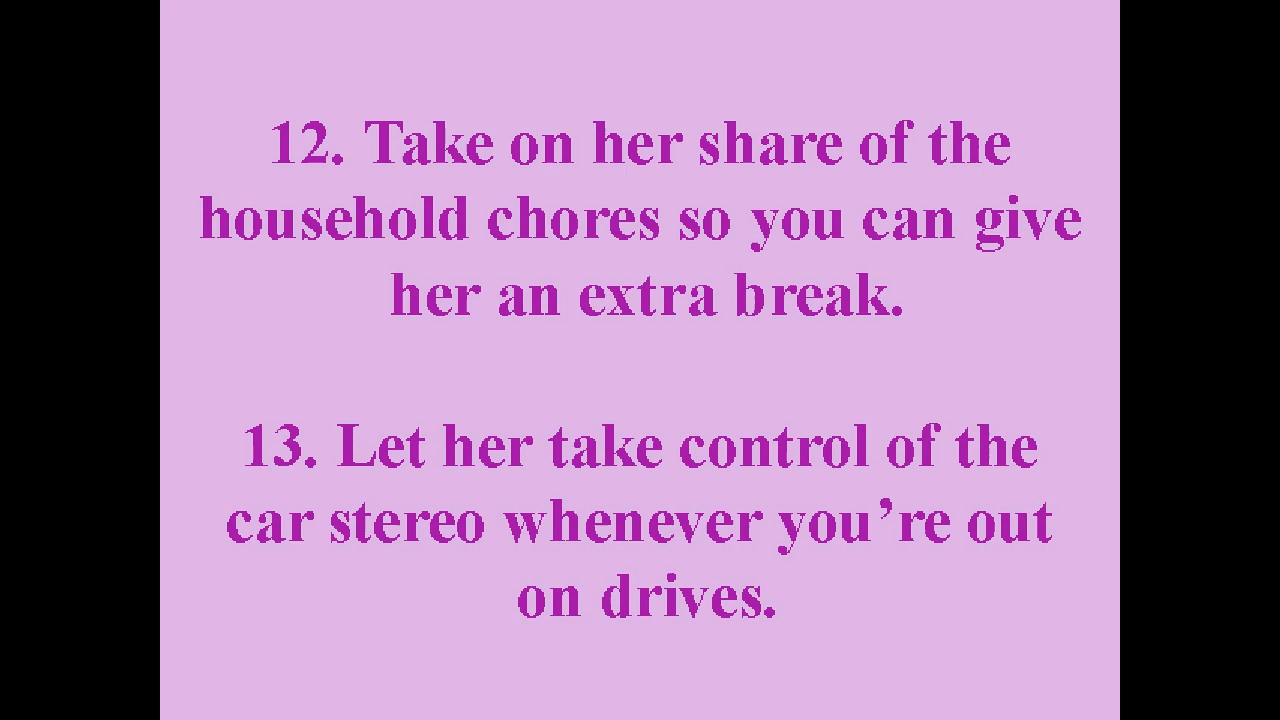 12. Take on her share of the
household chores so you can give
her an extra break.
13. Let her take control of the
car stereo whenever you’re out
on drives.